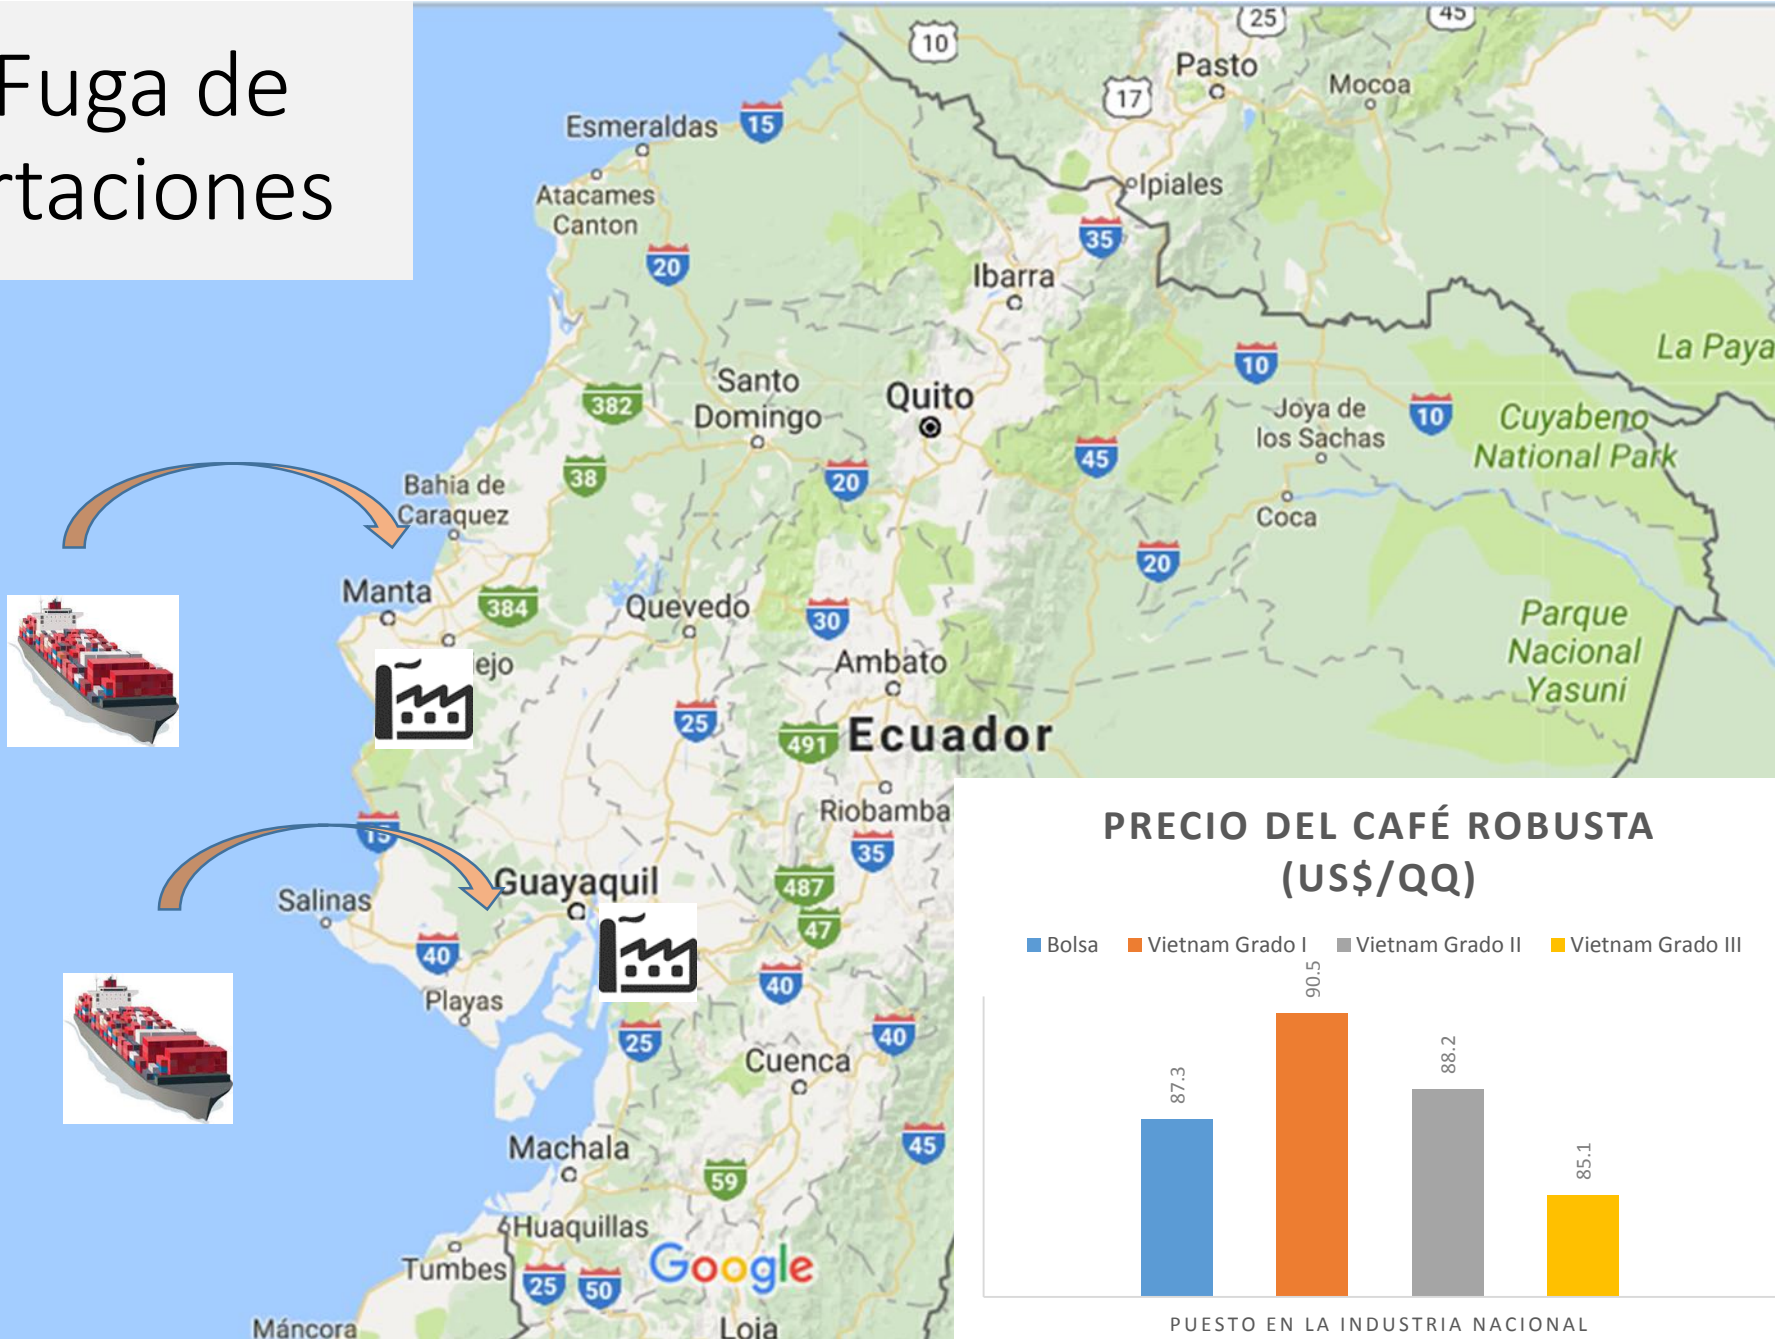 Fuga de
rtaciones
10
25
45
Pasto
Mocoa
17
Esmeraldas
15
Atacames
Canton
Ipiales
35
20
Ibarra
La Paya
10
Santo
Domingo
Quito
382
Joya de
los Sachas
10
Cuyabeno
National Park
45
38
20
Bahia de
Caraquez
Coca
20
Manta
384
Quevedo
30
Parque
Nacional
Yasuni
ejo
Ambato
25
491
Ecuador
Riobamba
15
35
Guayaquil
487
Salinas
47
40
40
Playas
25
40
Cuenca
Machala
45
59
Huaquillas
Tumbes
25
50
Google
Máncora
Loja
PRECIO DEL CAFÉ ROBUSTA
(US$/QQ)
Bolsa
Vietnam Grado I
Vietnam Grado II
Vietnam Grado III
87.3
90.5
88.2
85.1
PUESTO EN LA INDUSTRIA NACIONAL